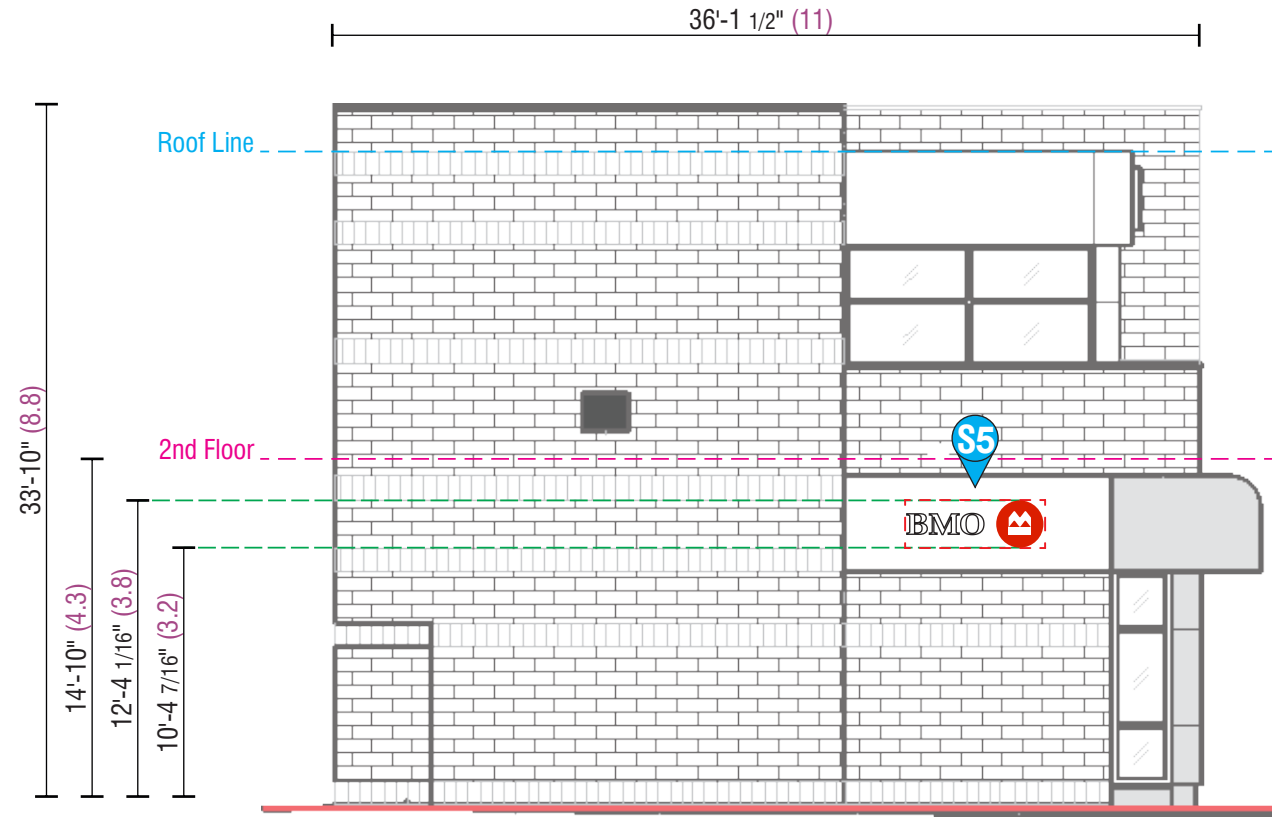 36'-1 1/2" (11)
Roof Line
33'-10" (8.8)
2nd Floor
S5
BMO
14'-10" (4.3)
12'-4 1/16" (3.8)
10'-4 7/16" (3.2)